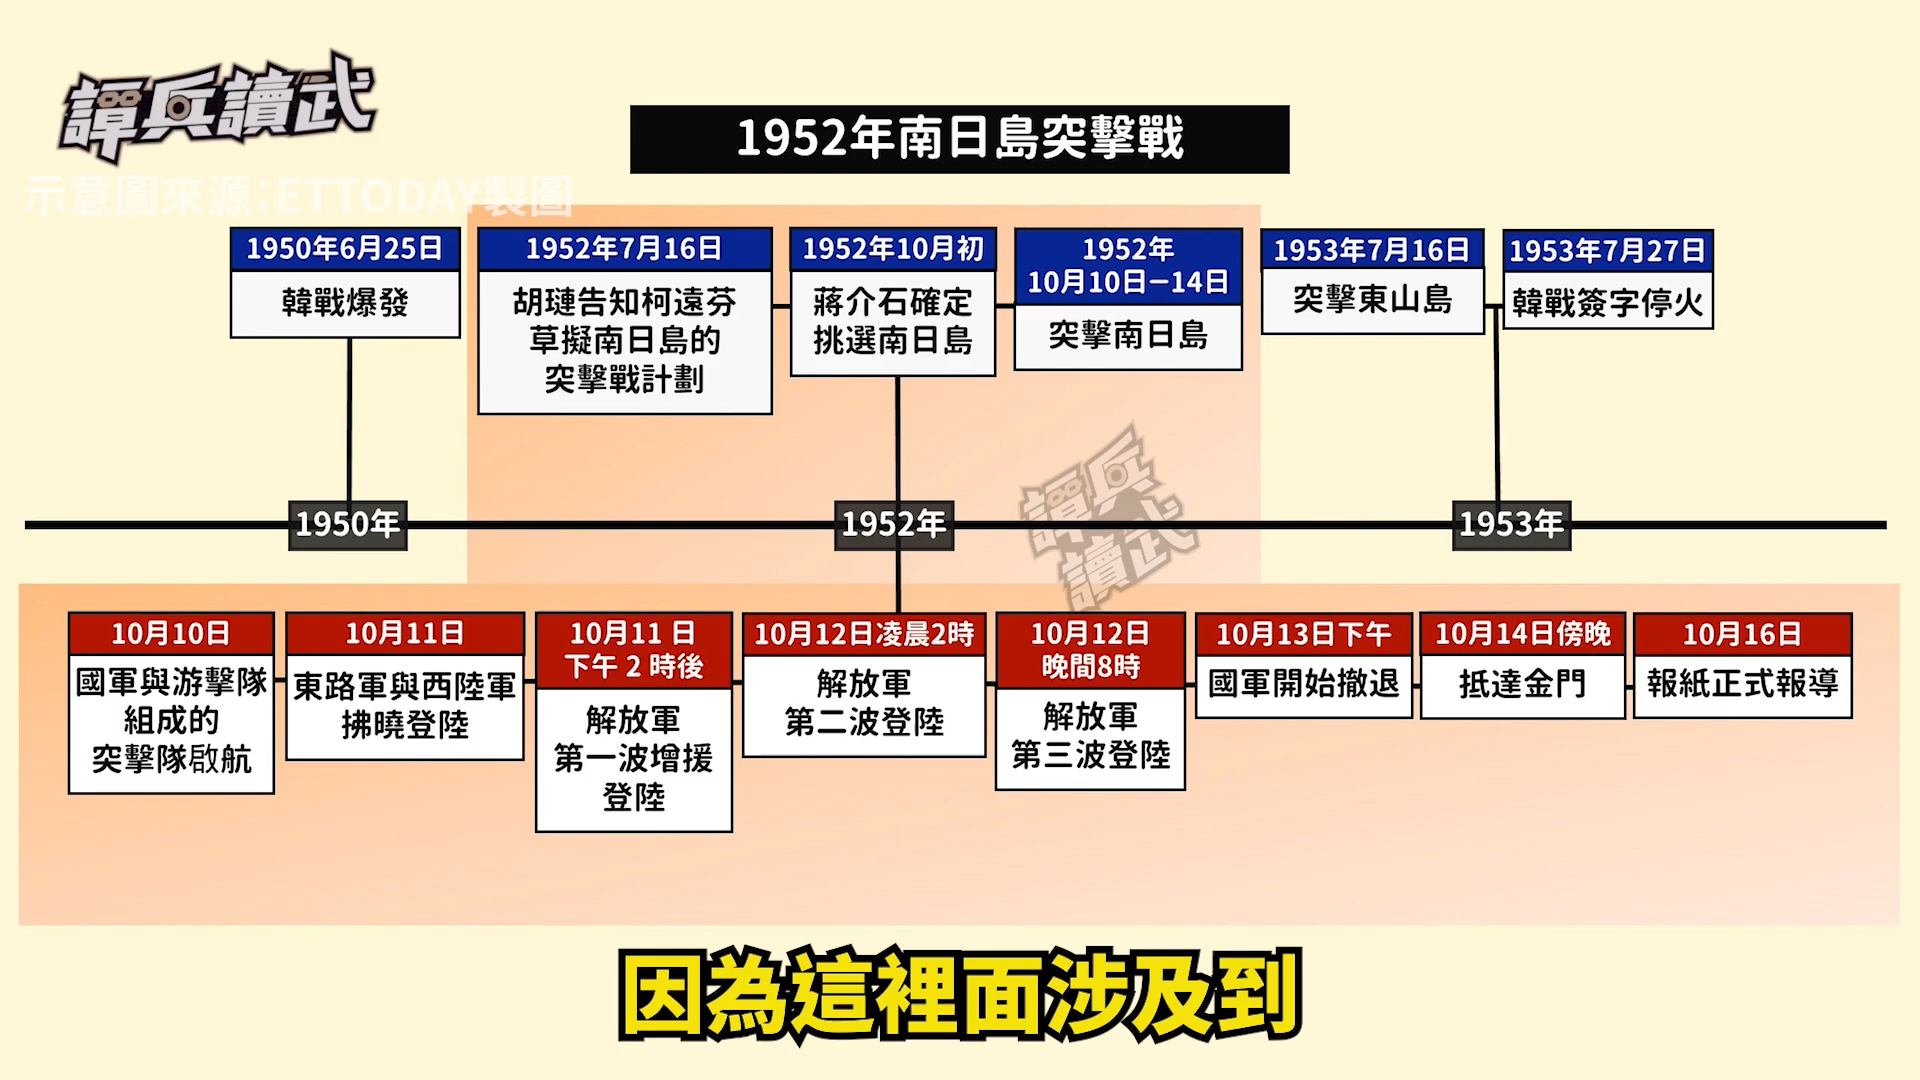 譚兵讀武
示意圖來源:ETTODAY製圖
1952年南日島突擊戰
1950年6月25日
韓戰爆發
1952年7月16日
胡璉告知柯遠芬
草擬南日島的
突擊戰計劃
1952年10月初
蔣介石確定
挑選南日島
1952年
10月10日–14日
突擊南日島
1953年7月16日
突擊東山島
1953年7月27日
韓戰簽字停火
譚兵
讀武
1950年
1952年
1953年
10月10日
國軍與游擊隊
組成的
突擊隊啟航
10月11日
東路軍與西陸軍
拂曉登陸
10月11 日
下午 2 時後
解放軍
第一波增援
登陸
10月12日凌晨2時
解放軍
第二波登陸
10月12日
晚間8時
解放軍
第三波登陸
10月13日下午
國軍開始撤退
10月14日傍晚
抵達金門
10月16日
報紙正式報導
因為這裡面涉及到